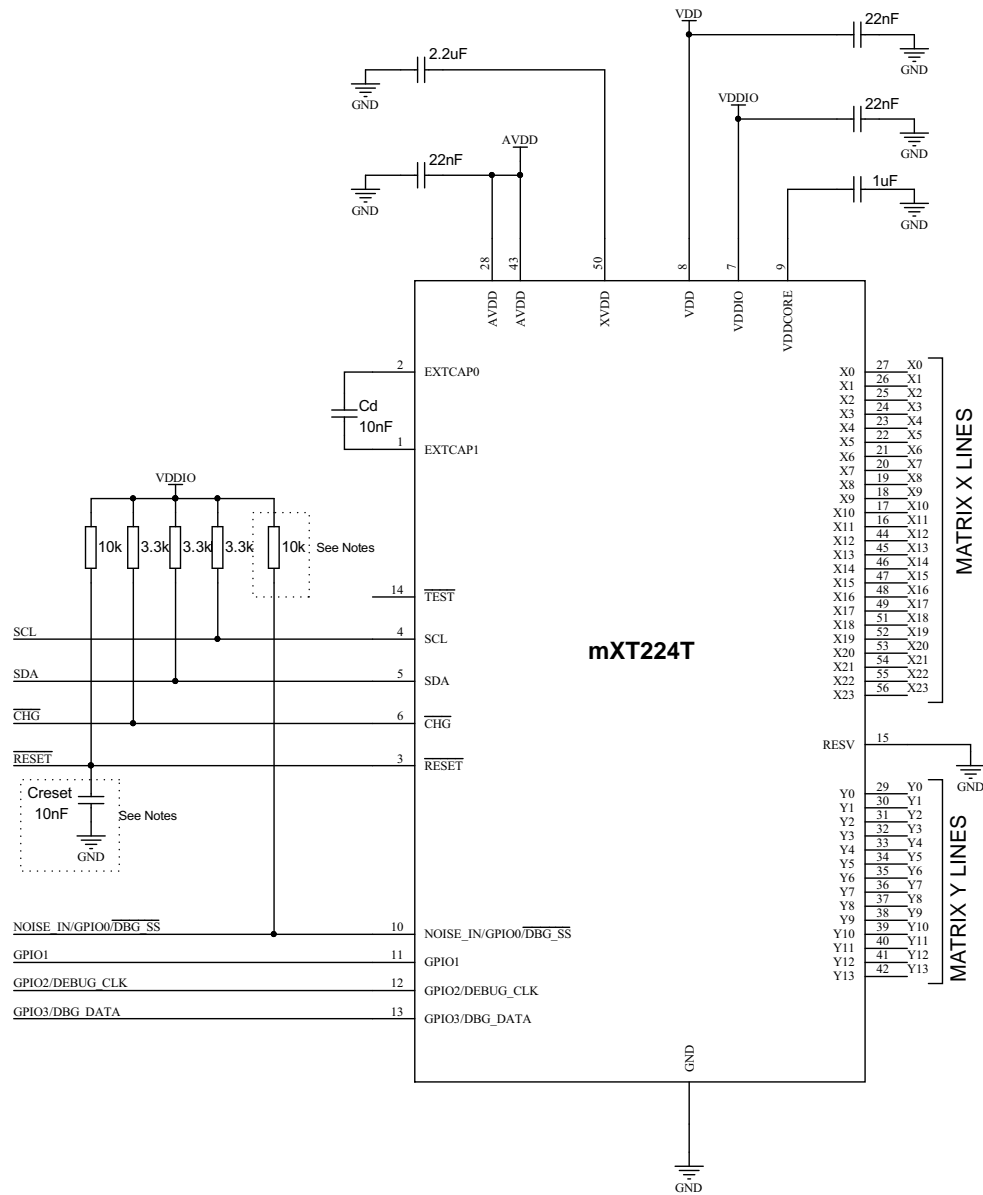 VDD
22nF
GND
2.2uF
GND
VDDIO
22nF
GND
AVDD
22nF
GND
1uF
GND
28
43
50
8
7
9
AVDD
AVDD
XVDD
VDD
VDDIO
VDDCORE
2 EXTCAP0
Cd
10nF
1 EXTCAP1
VDDIO
10k
3.3k
3.3k
3.3k
10k
See Notes
14 TEST
SCL 4 SCL
SDA 5 SDA
CHG 6 CHG
RESET 3 RESET
Creset
10nF
See Notes
GND
NOISE_IN/GPIO0/DBG_SS 10 NOISE_IN/GPIO0/DBG_SS
GPIO1 11 GPIO1
GPIO2/DEBUG_CLK 12 GPIO2/DEBUG_CLK
GPIO3/DBG_DATA 13 GPIO3/DBG_DATA
mXT224T
X0 27 X0
X1 26 X1
X2 25 X2
X3 24 X3
X4 23 X4
X5 22 X5
X6 21 X6
X7 20 X7
X8 19 X8
X9 18 X9
X10 17 X10
X11 16 X11
X12 44 X12
X13 45 X13
X14 46 X14
X15 47 X15
X16 48 X16
X17 49 X17
X18 51 X18
X19 52 X19
X20 53 X20
X21 54 X21
X22 55 X22
X23 56 X23
MATRIX X LINES
RESV 15
GND
Y0 29 Y0
Y1 30 Y1
Y2 31 Y2
Y3 32 Y3
Y4 33 Y4
Y5 34 Y5
Y6 35 Y6
Y7 36 Y7
Y8 37 Y8
Y9 38 Y9
Y10 39 Y10
Y11 40 Y11
Y12 41 Y12
Y13 42 Y13
MATRIX Y LINES
GND
GND